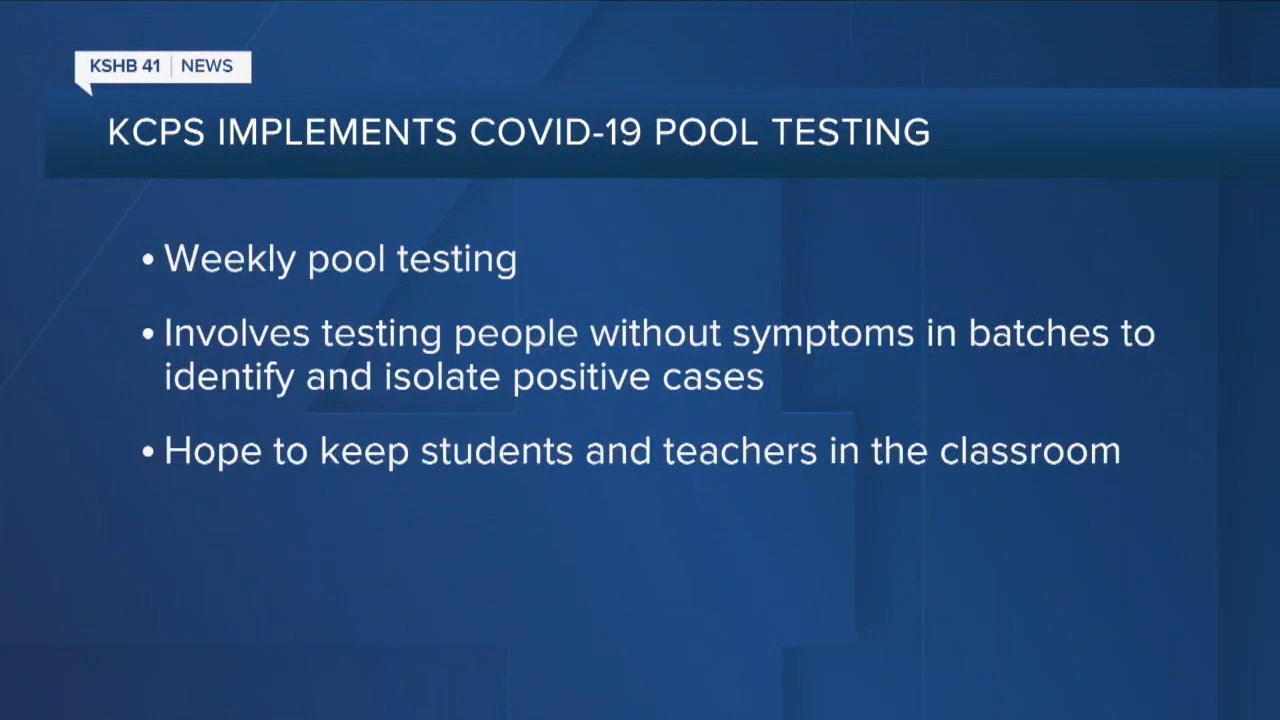 KSHB 41 | NEWS
KCPS IMPLEMENTS COVID-19 POOL TESTING
• Weekly pool testing
• Involves testing people without symptoms in batches to
identify and isolate positive cases
• Hope to keep students and teachers in the classroom